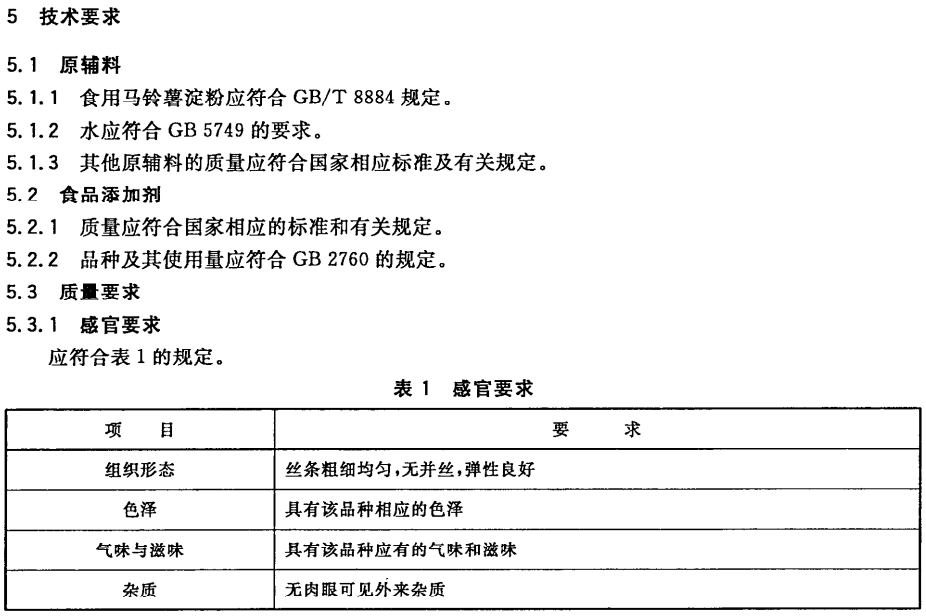 5 技术要求
5.1 原辅料
5.1.1 食用马铃薯淀粉应符合 GB/T 8884 规定。
5.1.2 水应符合 GB 5749 的要求。
5.1.3 其他原辅料的质量应符合国家相应标准及有关规定。
5.2 食品添加剂
5.2.1 质量应符合国家相应的标准和有关规定。
5.2.2 品种及其使用量应符合 GB 2760 的规定。
5.3 质量要求
5.3.1 感官要求
应符合表 1 的规定。
表 1 感官要求
项 目 要 求
组织形态 丝条粗细均匀,无并丝,弹性良好
色泽 具有该品种相应的色泽
气味与滋味 具有该品种应有的气味和滋味
杂质 无肉眼可见外来杂质